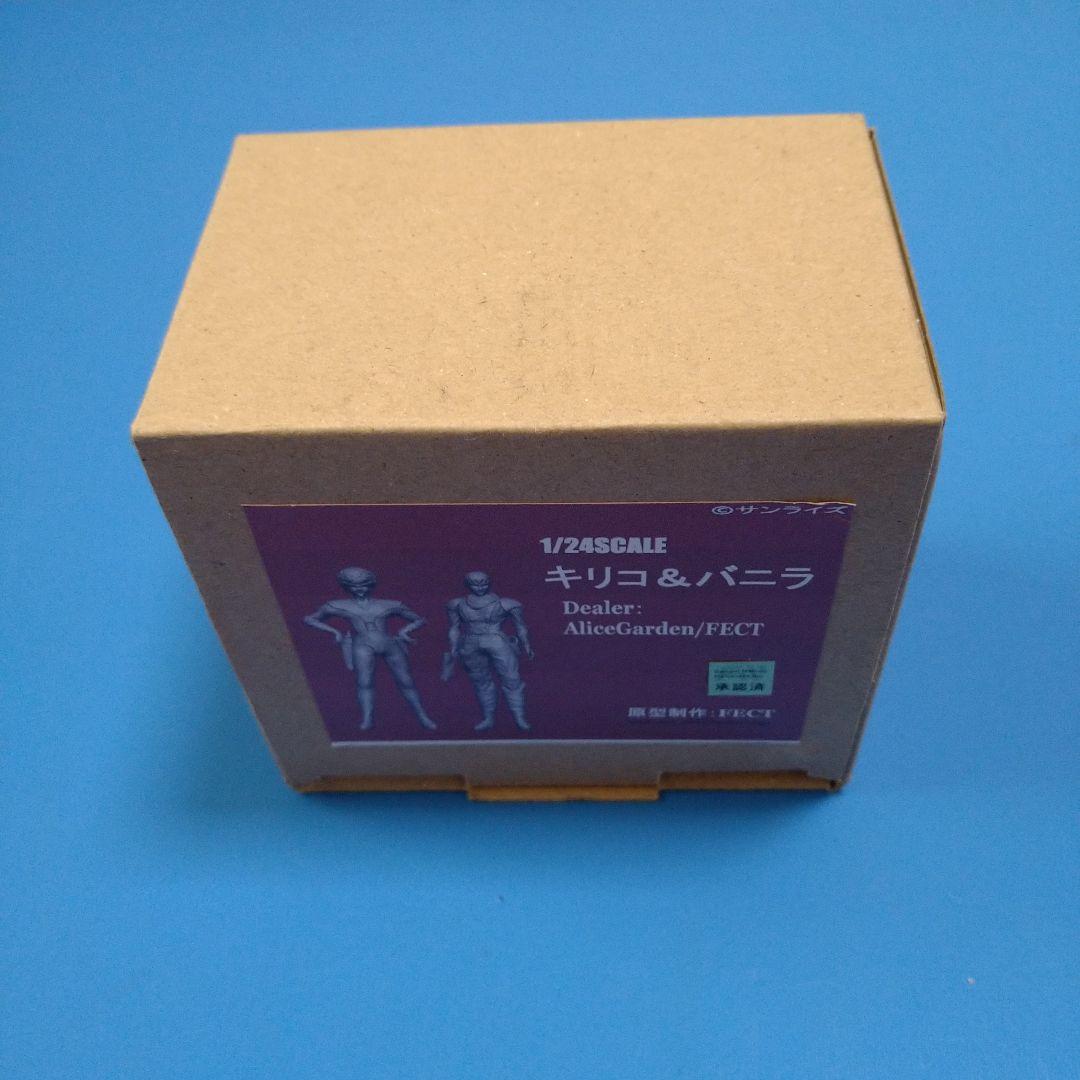 ©サンライズ
1/24SCALE
キリコ&バニラ
Dealer:
AliceGarden/FECT
承認済
原型制作:FECT